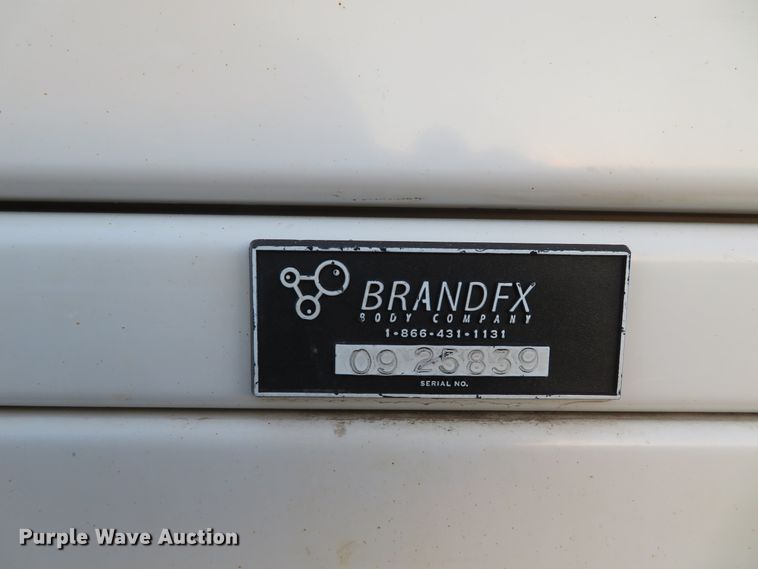 BRANDFX
BODY COMPANY
1-866-431-1131
09 25839
SERIAL NO.
Purple Wave Auction